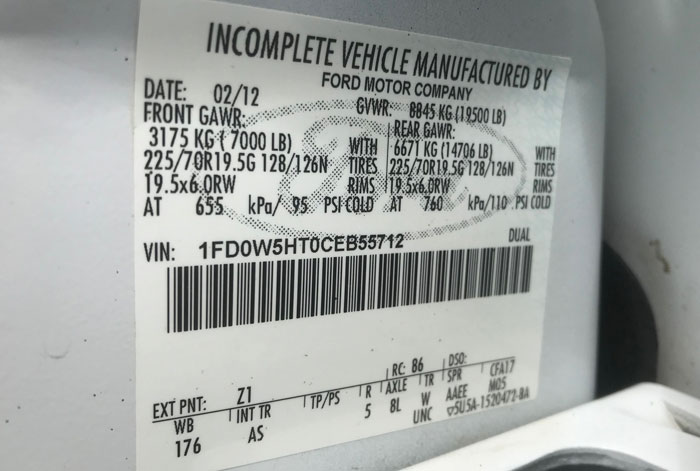 INCOMPLETE VEHICLE MANUFACTURED BY
FORD MOTOR COMPANY
DATE: 02/12 GVWR: 8845 KG (19500 LB)
FRONT GAWR: REAR GAWR:
3175 KG ( 7000 LB) WITH 6671 KG (14706 LB) WITH
225/70R19.5G 128/126N TIRES 225/70R19.5G 128/126N TIRES
19.5x6.0RW RIMS 19.5x6.0RW RIMS
AT 655 kPa/ 95 PSI COLD AT 760 kPa/110 PSI COLD
VIN: 1FD0W5HT0CEB55712 DUAL
EXT PNT: Z1 RC: 86 DSO:
WB INT TR TP/PS R AXLE TR SPR CFA17
176 AS 5 8L W AAEE M05
UNC ▽5U5A-1520472-BA